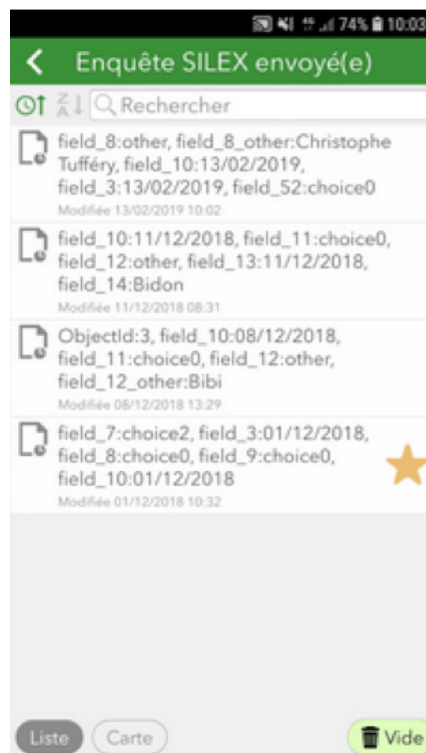 74% 10:03
Enquête SILEX envoyé(e)
Rechercher
field_8:other, field_8_other:Christophe
Tufféry, field_10:13/02/2019,
field_3:13/02/2019, field_52:choice0
Modifiée 13/02/2019 10:02
field_10:11/12/2018, field_11:choice0,
field_12:other, field_13:11/12/2018,
field_14:Bidon
Modifiée 11/12/2018 08:31
ObjectId:3, field_10:08/12/2018,
field_11:choice0, field_12:other,
field_12_other:Bibi
Modifiée 08/12/2018 13:29
field_7:choice2, field_3:01/12/2018,
field_8:choice0, field_9:choice0,
field_10:01/12/2018
Modifiée 01/12/2018 10:32
Liste Carte Vide